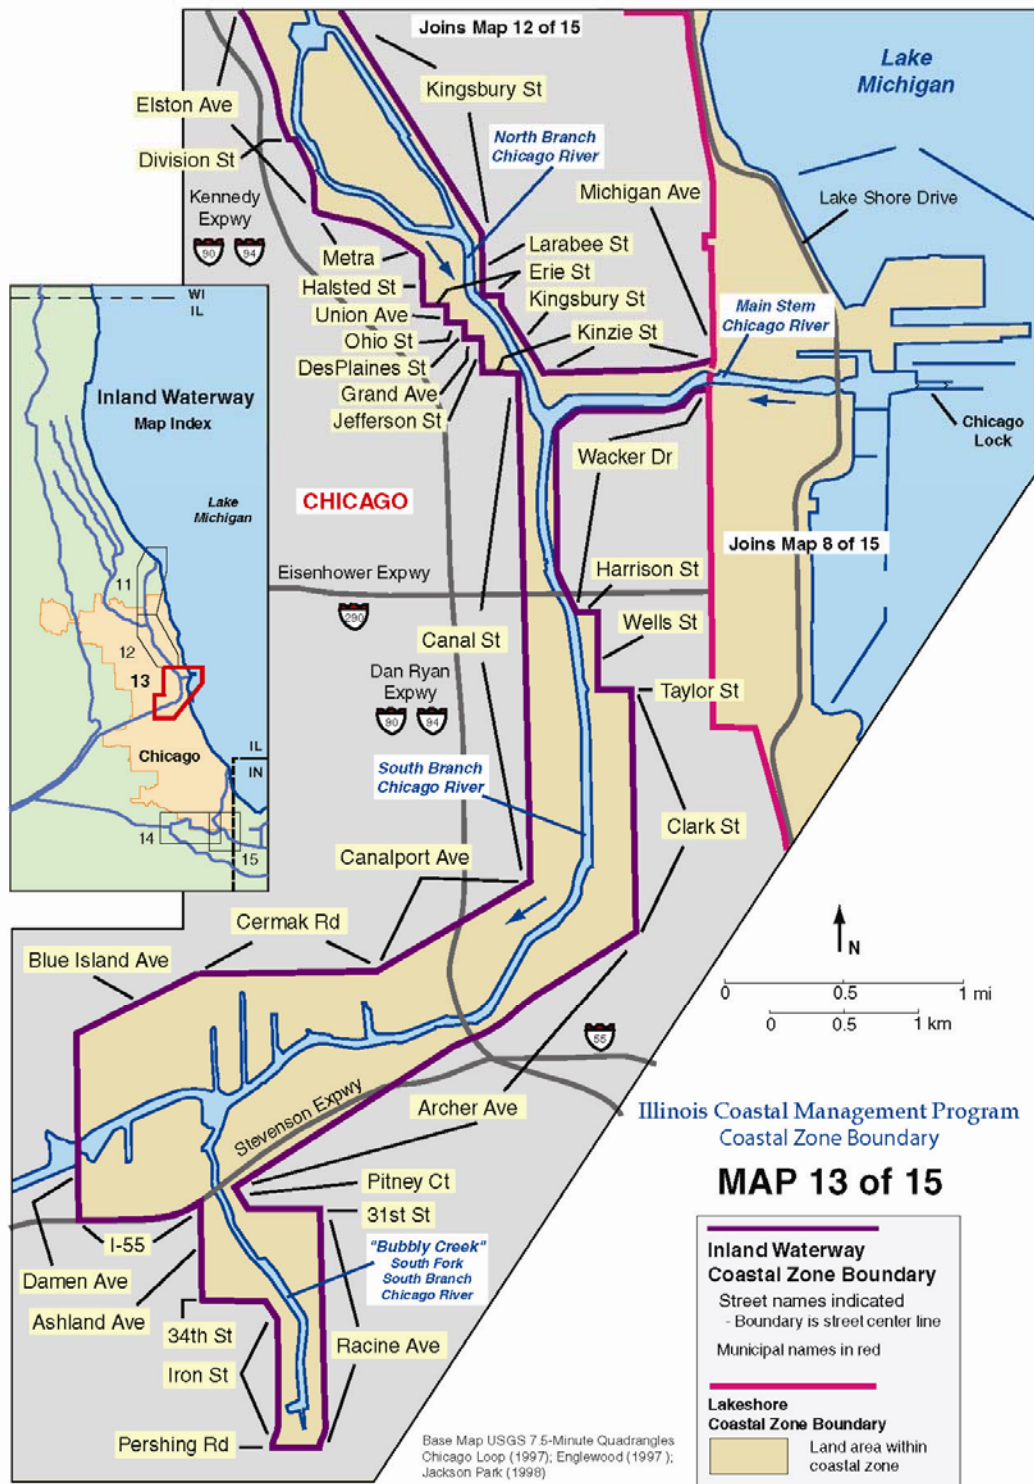 Joins Map 12 of 15
Lake
Michigan
Kingsbury St
Elston Ave
North Branch
Chicago River
Division St
Michigan Ave
Kennedy
Expwy
Lake Shore Drive
90
94
Metra
Larabee St
Halsted St
Erie St
Kingsbury St
WI
IL
Union Ave
Main Stem
Chicago River
Ohio St
Kinzie St
DesPlaines St
Grand Ave
Jefferson St
Inland Waterway
Map Index
Chicago
Lock
Wacker Dr
Lake
Michigan
CHICAGO
Joins Map 8 of 15
11
Eisenhower Expwy
Harrison St
290
Wells St
12
Canal St
13
Dan Ryan
Expwy
Taylor St
90
94
Chicago
IL
IN
South Branch
Chicago River
Clark St
14
15
Canalport Ave
Cermak Rd
N
Blue Island Ave
0
0.5
1 mi
0
0.5
1 km
55
Stevenson Expwy
Archer Ave
Illinois Coastal Management Program
Coastal Zone Boundary
MAP 13 of 15
Pitney Ct
31st St
I-55
"Bubbly Creek"
South Fork
South Branch
Chicago River
Damen Ave
Ashland Ave
34th St
Racine Ave
Iron St
Pershing Rd
Inland Waterway
Coastal Zone Boundary
Street names indicated
- Boundary is street center line
Municipal names in red
Lakeshore
Coastal Zone Boundary
Land area within
coastal zone
Base Map USGS 7.5-Minute Quadrangles
Chicago Loop (1997); Englewood (1997 );
Jackson Park (1998)